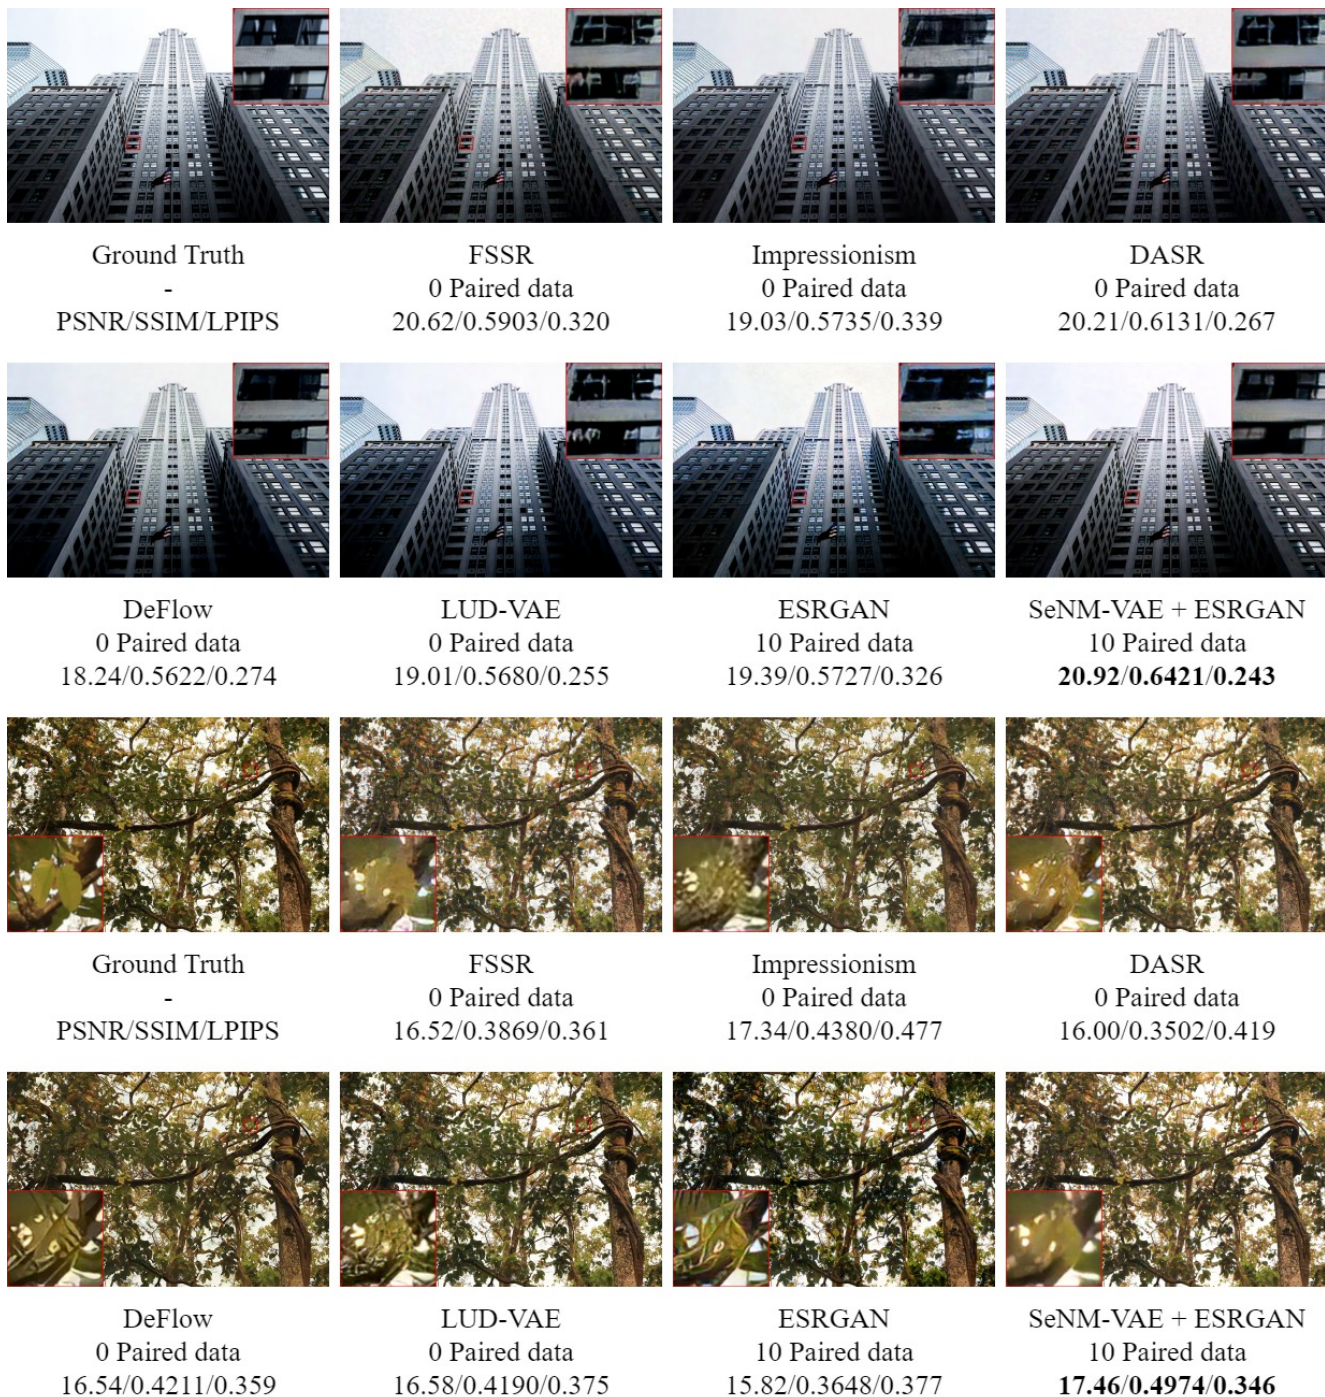 Ground Truth
-
PSNR/SSIM/LPIPS
FSSR
0 Paired data
20.62/0.5903/0.320
Impressionism
0 Paired data
19.03/0.5735/0.339
DASR
0 Paired data
20.21/0.6131/0.267
DeFlow
0 Paired data
18.24/0.5622/0.274
LUD-VAE
0 Paired data
19.01/0.5680/0.255
ESRGAN
10 Paired data
19.39/0.5727/0.326
SeNM-VAE + ESRGAN
10 Paired data
20.92/0.6421/0.243
Ground Truth
-
PSNR/SSIM/LPIPS
FSSR
0 Paired data
16.52/0.3869/0.361
Impressionism
0 Paired data
17.34/0.4380/0.477
DASR
0 Paired data
16.00/0.3502/0.419
DeFlow
0 Paired data
16.54/0.4211/0.359
LUD-VAE
0 Paired data
16.58/0.4190/0.375
ESRGAN
10 Paired data
15.82/0.3648/0.377
SeNM-VAE + ESRGAN
10 Paired data
17.46/0.4974/0.346